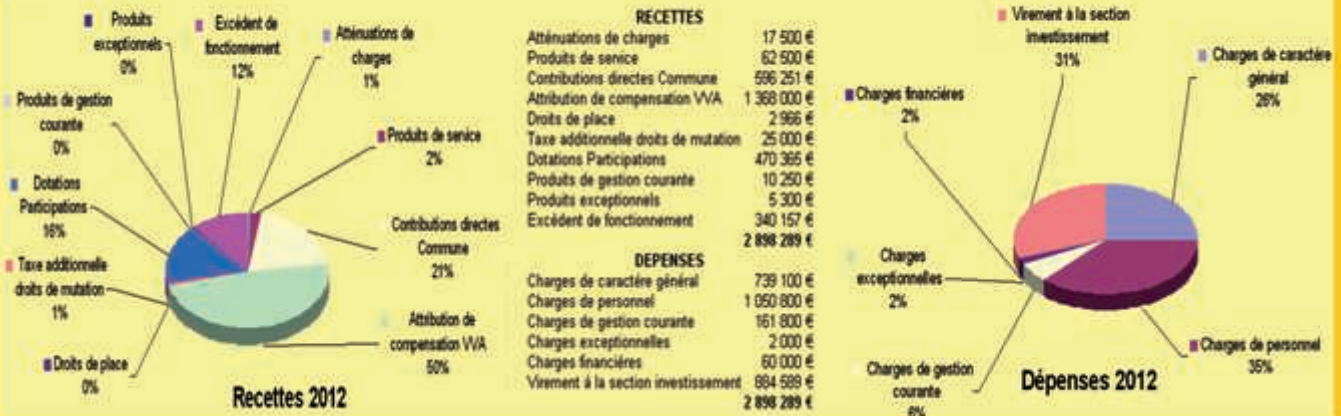 Produits
exceptionnels
0%
Excédent de
fonctionnement
12%
Atténuations de
charges
1%
Produits de gestion
courante
0%
Produits de service
2%
Dotations
Participations
16%
Contributions directes
Commune
21%
Taxe additionnelle
droits de mutation
1%
Attribution de
compensation VVA
50%
Droits de place
0%
Recettes 2012
RECETTES
Atténuations de charges 17 500 €
Produits de service 62 500 €
Contributions directes Commune 596 251 €
Attribution de compensation VVA 1 368 000 €
Droits de place 2 966 €
Taxe additionnelle droits de mutation 25 000 €
Dotations Participations 470 365 €
Produits de gestion courante 10 250 €
Produits exceptionnels 5 300 €
Excédent de fonctionnement 340 157 €
2 898 289 €
DEPENSES
Charges de caractère général 739 100 €
Charges de personnel 1 050 800 €
Charges de gestion courante 161 800 €
Charges exceptionnelles 2 000 €
Charges financières 60 000 €
Virement à la section investissement 884 589 €
2 898 289 €
Virement à la section
investissement
31%
Charges de caractère
général
26%
Charges financières
2%
Charges
exceptionnelles
2%
Charges de gestion
courante
6%
Charges de personnel
35%
Dépenses 2012